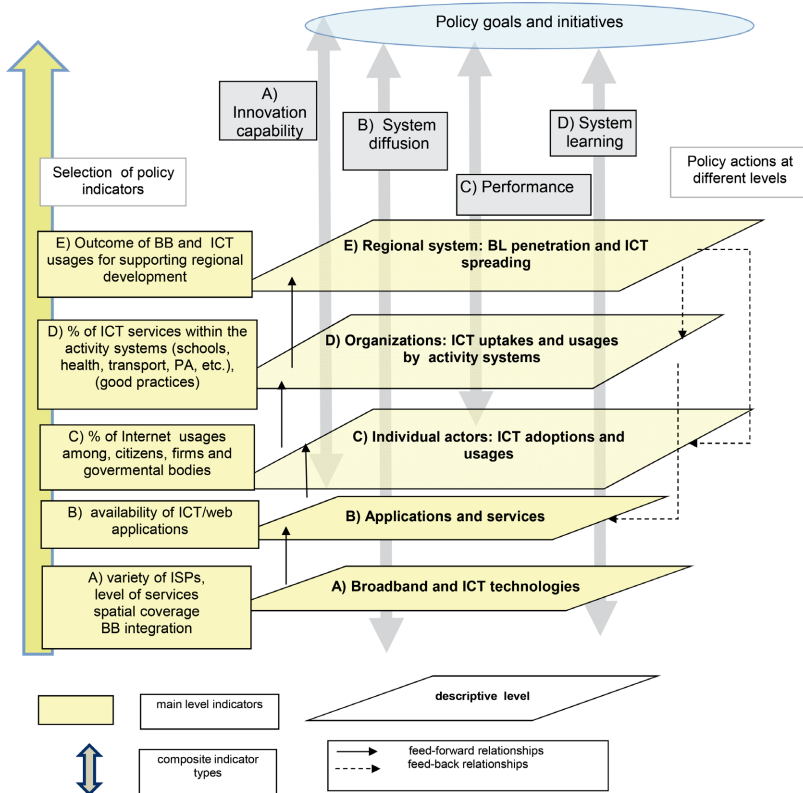 Policy goals and initiatives
A)
Innovation
capability
B) System
diffusion
D) System
learning
C) Performance
Policy actions at
different levels
Selection of policy
indicators
E) Outcome of BB and ICT
usages for supporting regional
development
E) Regional system: BL penetration and ICT
spreading
D) % of ICT services within the
activity systems (schools,
health, transport, PA, etc.),
(good practices)
D) Organizations: ICT uptakes and usages
by activity systems
C) % of Internet usages
among, citizens, firms and
govermental bodies
C) Individual actors: ICT adoptions and
usages
B) availability of ICT/web
applications
B) Applications and services
A) variety of ISPs,
level of services
spatial coverage
BB integration
A) Broadband and ICT technologies
main level indicators
descriptive level
composite indicator
types
feed-forward relationships
feed-back relationships